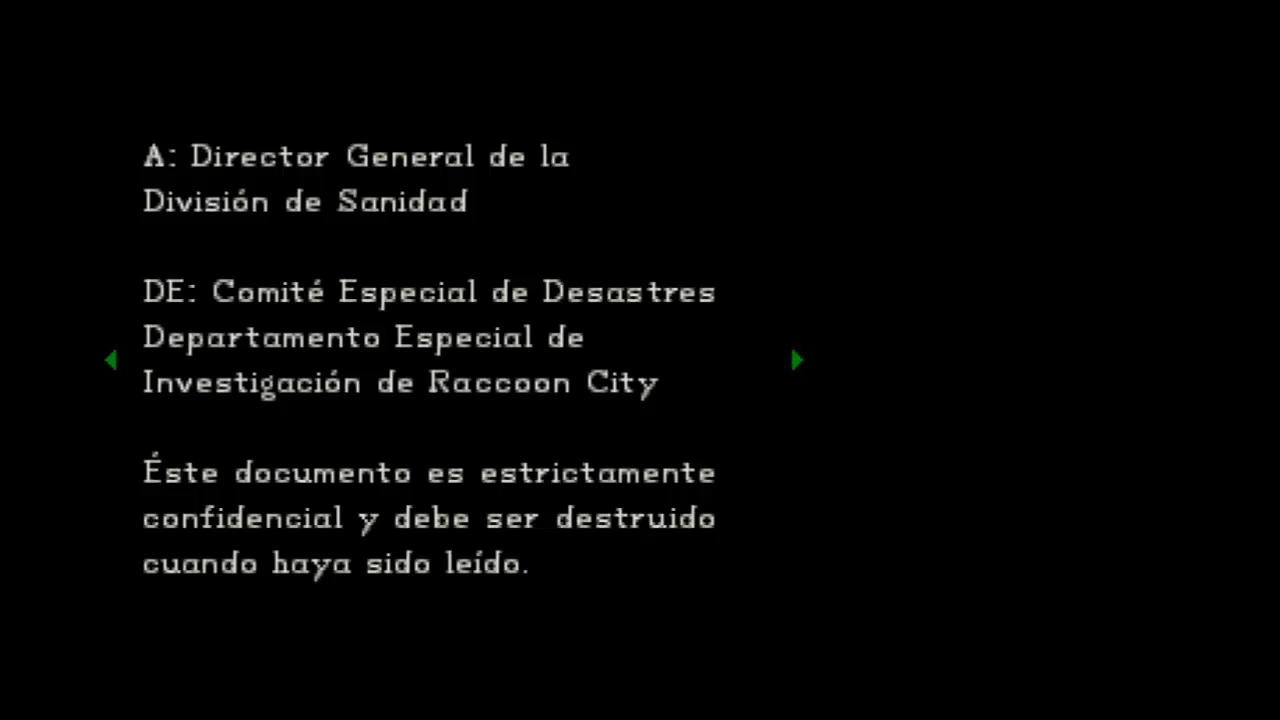 A: Director General de la
División de Sanidad
DE: Comité Especial de Desastres
Departamento Especial de
Investigación de Raccoon City
Éste documento es estrictamente
confidencial y debe ser destruido
cuando haya sido leído.